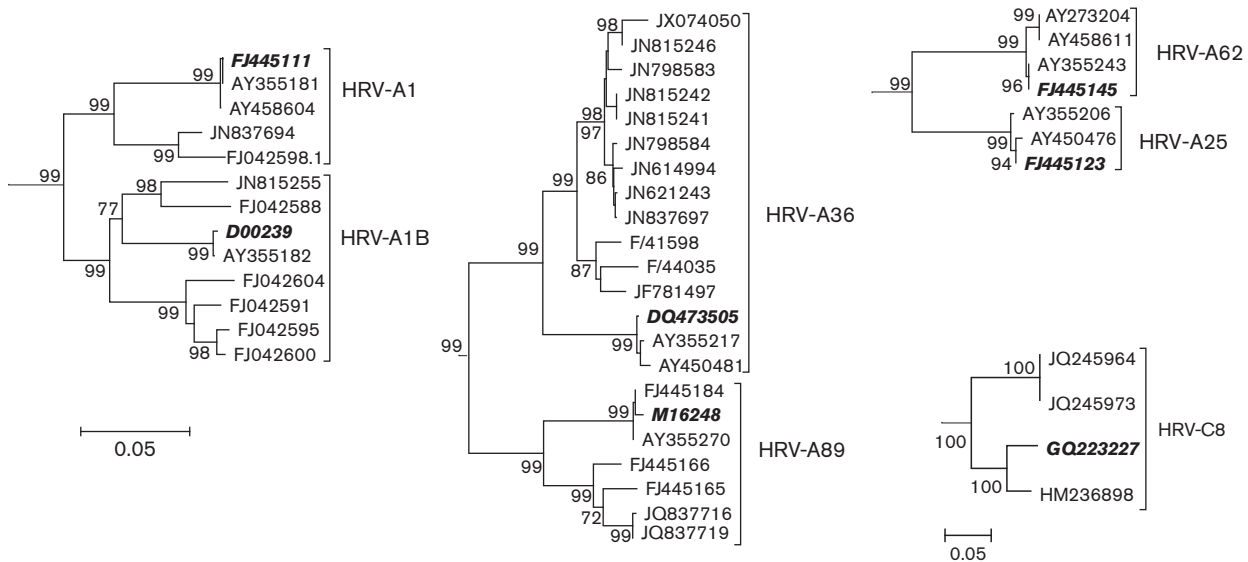 99
99
99
FJ445111
AY355181
AY458604
99
JN837694
FJ042598.1
HRV-A1
99
77
98
JN815255
FJ042588
99
D00239
AY355182
99
FJ042604
FJ042591
98
FJ042595
FJ042600
HRV-A1B
0.05
99
99
99
98
JX074050
JN815246
JN798583
98
97
JN815242
JN815241
86
JN798584
JN614994
JN621243
JN837697
87
F/41598
F/44035
JF781497
99
DQ473505
AY355217
AY450481
HRV-A36
99
99
FJ445184
M16248
AY355270
99
FJ445166
FJ445165
72
99
JQ837716
JQ837719
HRV-A89
99
99
99
AY273204
AY458611
96
AY355243
FJ445145
HRV-A62
99
94
AY355206
AY450476
FJ445123
HRV-A25
100
100
JQ245964
JQ245973
100
GQ223227
HM236898
HRV-C8
0.05